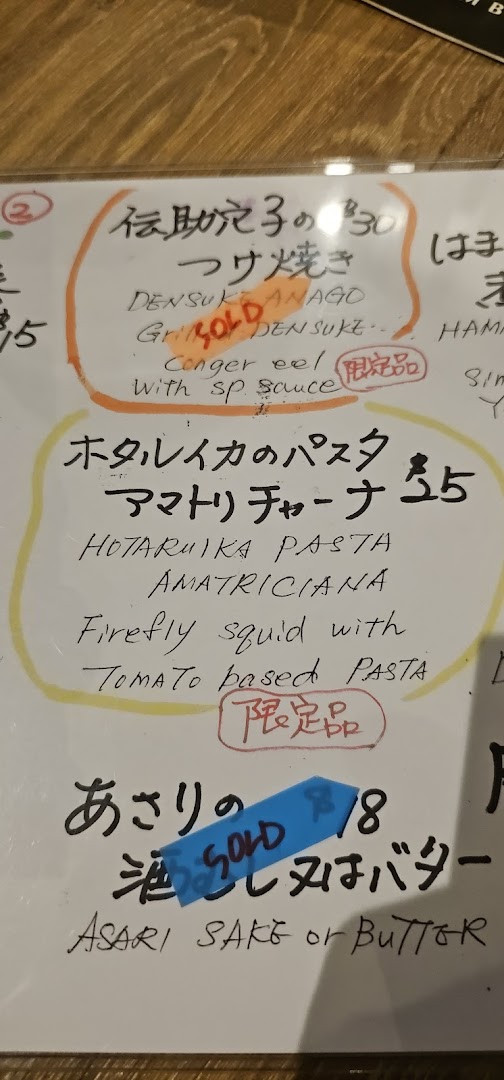 M B
②
伝助穴子の $30
つけ焼き
DENSUKE ANAGO
SOLD
DENSUKE...
conger eel
with sp sauce
限定品
$15
はま
HAMA
ホタルイカのパスタ
アマトリチャーナ $25
HOTARUIKA PASTA
AMATRICIANA
Firefly squid with
TOMATO based PASTA
限定品
あさりの $18
SOLD
酒 し又はバター
ASARI SAKE or BUTTER